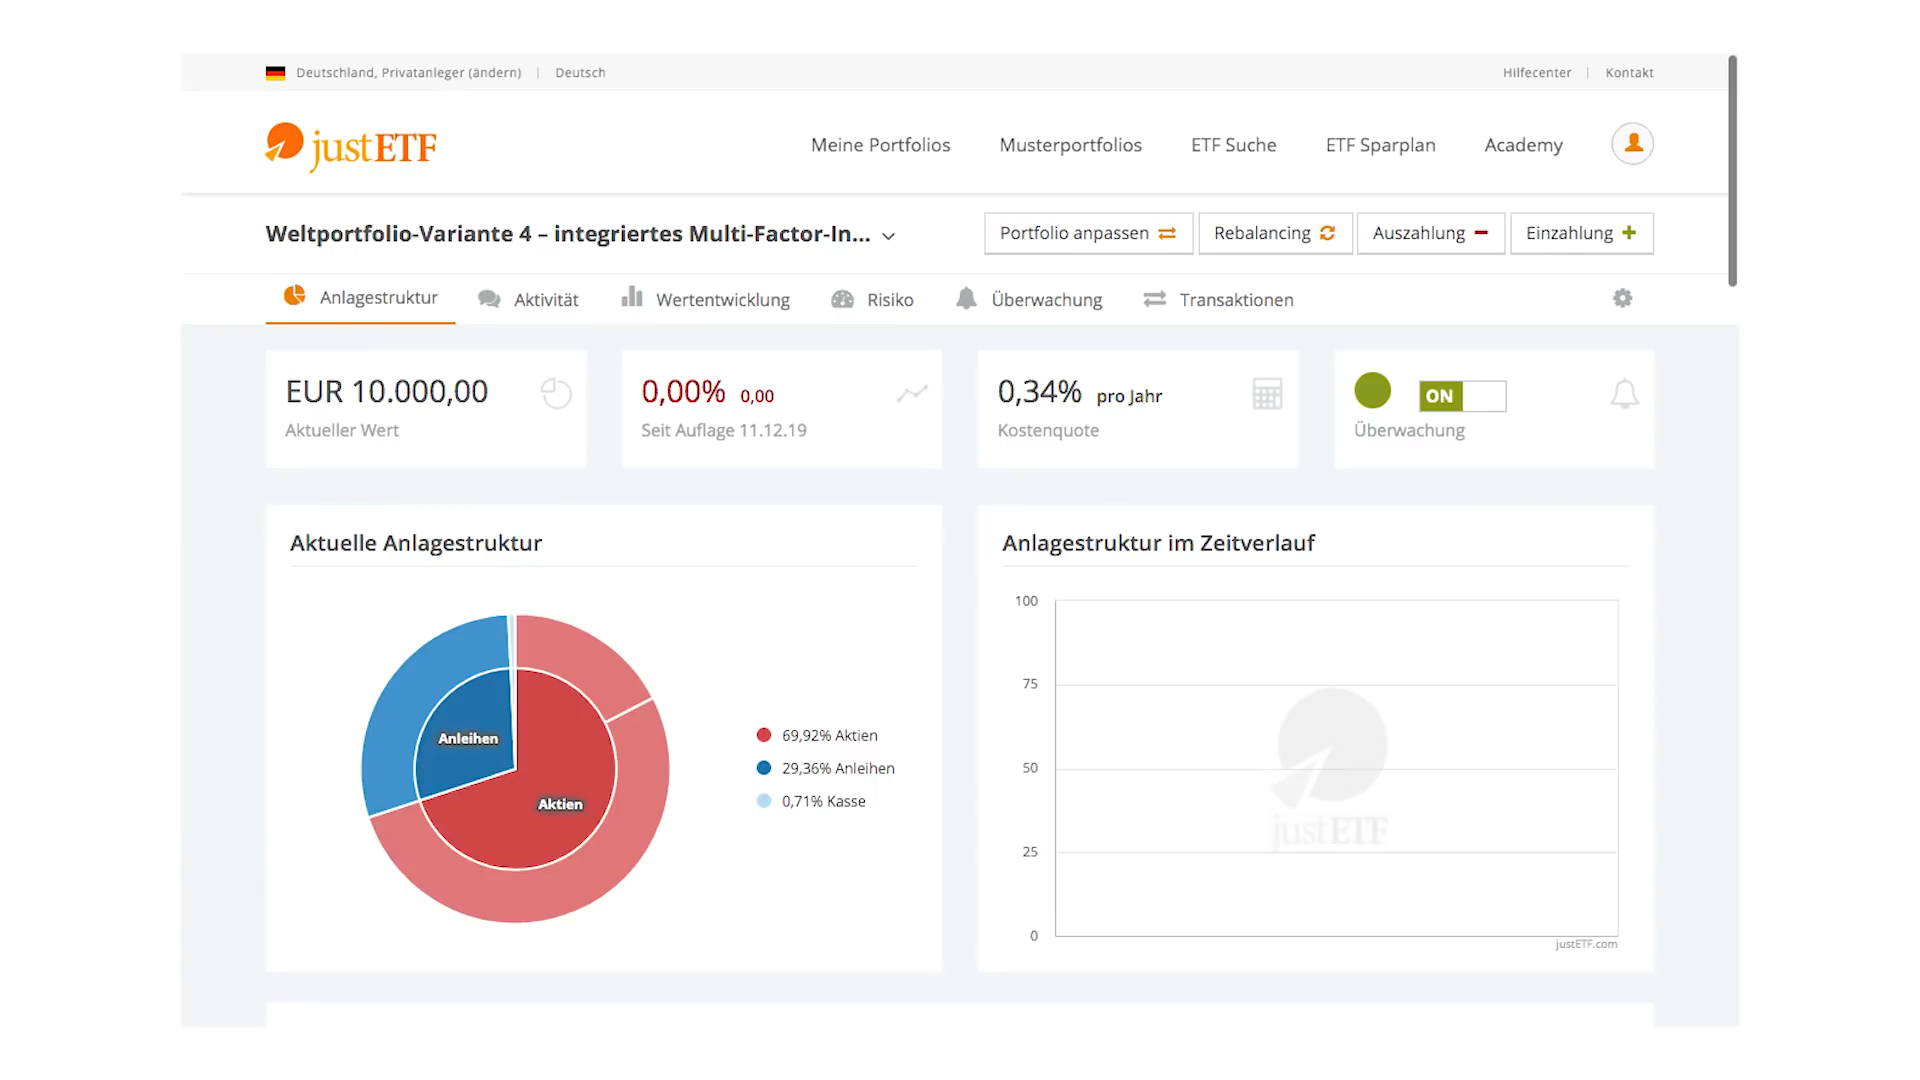 Deutschland, Privatanleger (ändern) | Deutsch
Hilfecenter | Kontakt
justETF
Meine Portfolios
Musterportfolios
ETF Suche
ETF Sparplan
Academy
Weltportfolio-Variante 4 – integriertes Multi-Factor-In...
Portfolio anpassen
Rebalancing
Auszahlung
Einzahlung
Anlagestruktur
Aktivität
Wertentwicklung
Risiko
Überwachung
Transaktionen
EUR 10.000,00
Aktueller Wert
0,00% 0,00
Seit Auflage 11.12.19
0,34% pro Jahr
Kostenquote
ON
Überwachung
Aktuelle Anlagestruktur
Anleihen
Aktien
69,92% Aktien
29,36% Anleihen
0,71% Kasse
Anlagestruktur im Zeitverlauf
100
75
50
25
0
justETF
justETF.com